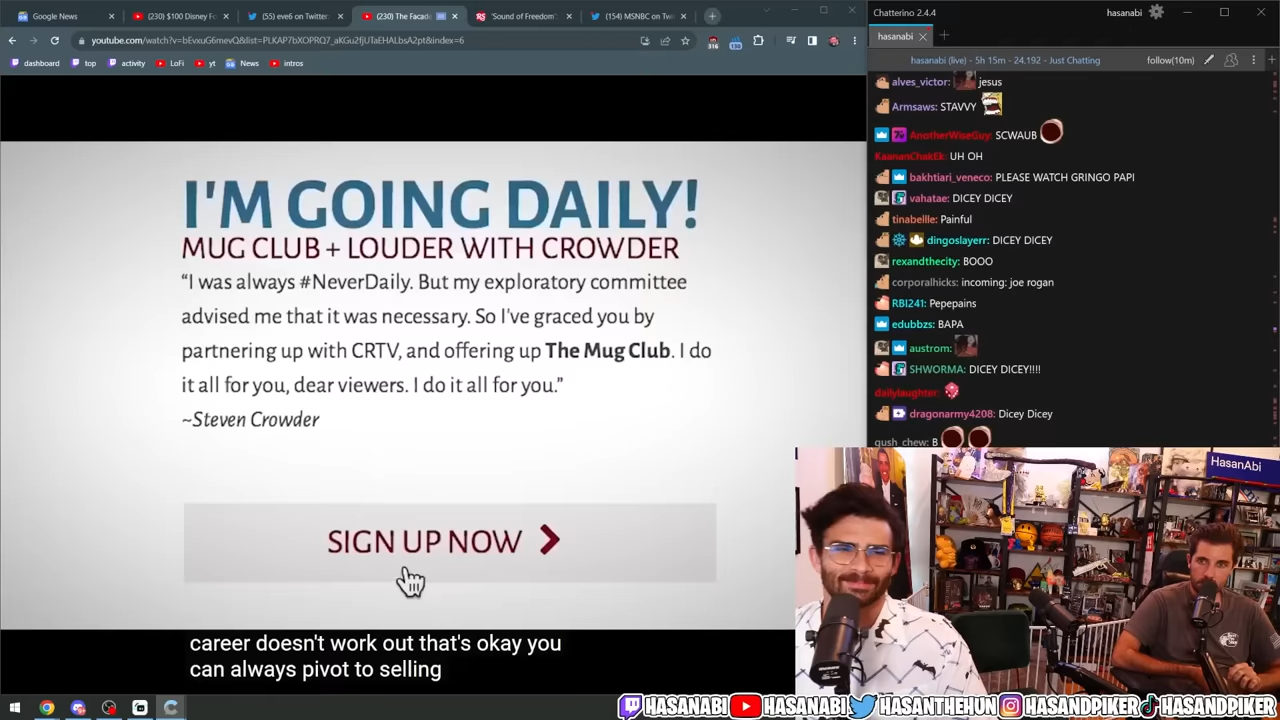 Google News
(230) $100 Disney F
(55) eve6 on Twitter:
(230) The Facade
'Sound of Freedom'
(154) MSNBC on Tw
youtube.com/watch?v=bEvxuG6nevQ&list=PLKAP7bXOPRQ7_aKGu2fjUTaEHALbsA2pt&index=6
dashboard
top
activity
LoFi
yt
News
intros
I'M GOING DAILY!
MUG CLUB + LOUDER WITH CROWDER
“I was always #NeverDaily. But my exploratory committee
advised me that it was necessary. So I've graced you by
partnering up with CRTV, and offering up The Mug Club. I do
it all for you, dear viewers. I do it all for you.”
~Steven Crowder
SIGN UP NOW
career doesn't work out that's okay you
can always pivot to selling
Chatterino 2.4.4
hasanabi
hasanabi
hasanabi (live) - 5h 15m - 24.192 - Just Chatting
follow(10m)
alves_victor: jesus
Armsaws: STAVVY
AnotherWiseGuy: SCWAUB
KaananChakEk: UH OH
bakhtiari_veneco: PLEASE WATCH GRINGO PAPI
vahatae: DICEY DICEY
tinabellle: Painful
dingoslayerr: DICEY DICEY
rexandthecity: BOOO
corporalhicks: incoming: joe rogan
RBI241: Pepepains
edubbzs: BAPA
austrom:
SHWORMA: DICEY DICEY!!!!
dailylaughter:
dragonarmy4208: Dicey Dicey
gush_chew: B
HasanAbi
HASANABI
HASANABI
HASANTHEHUN
HASANDPIKER
HASANDPIKER